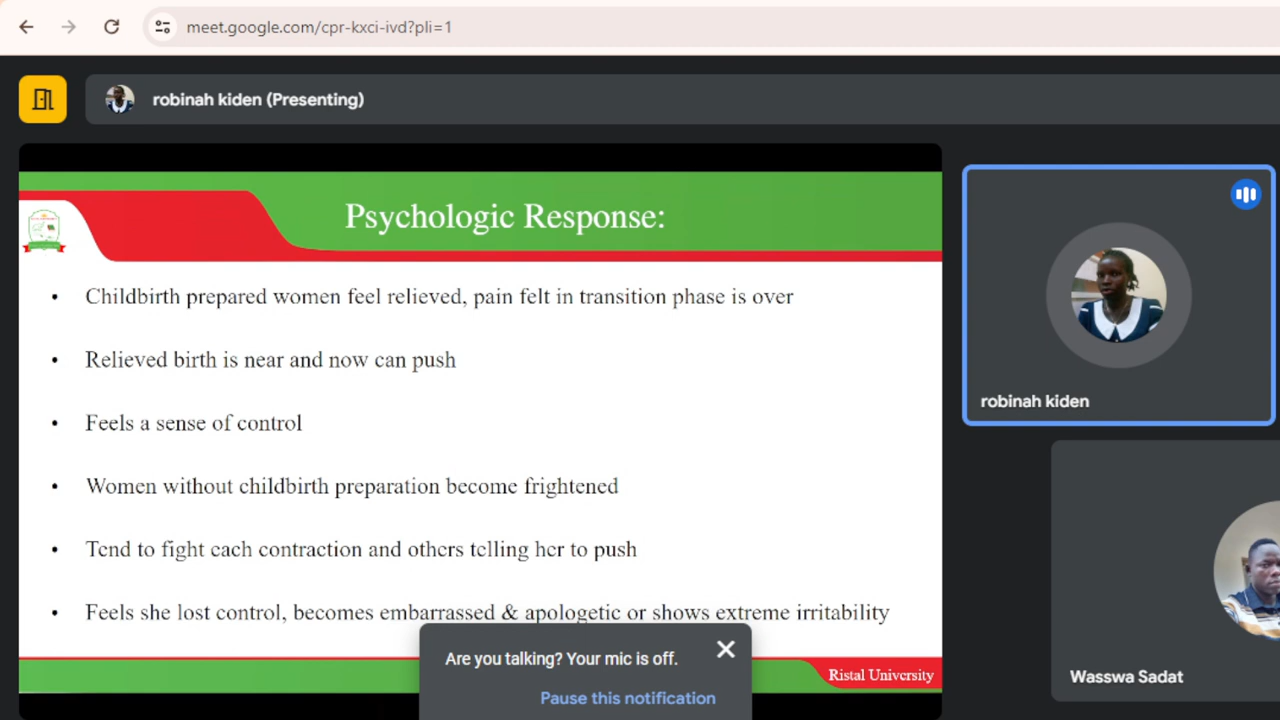 meet.google.com/cpr-kxci-ivd?pli=1
robinah kiden (Presenting)
Psychologic Response:
• Childbirth prepared women feel relieved, pain felt in transition phase is over
• Relieved birth is near and now can push
• Feels a sense of control
• Women without childbirth preparation become frightened
• Tend to fight each contraction and others telling her to push
• Feels she lost control, becomes embarrassed & apologetic or shows extreme irritability
Ristal University
Are you talking? Your mic is off.
Pause this notification
robinah kiden
Wasswa Sadat